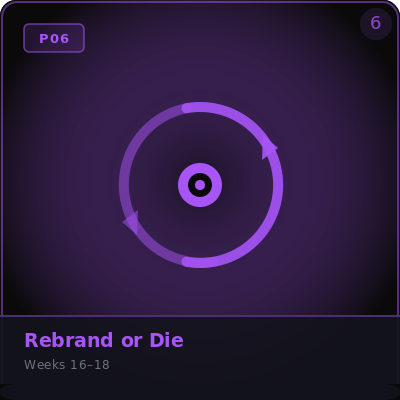 P06
6
Rebrand or Die
Weeks 16–18